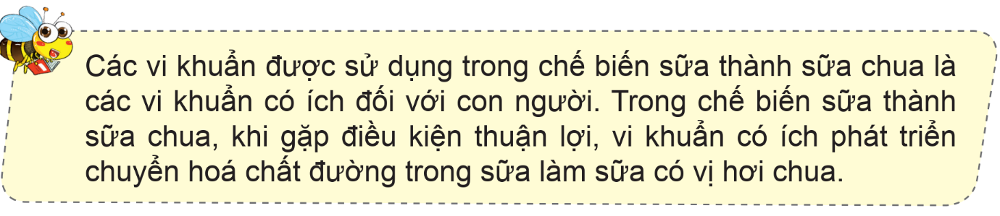 Các vi khuẩn được sử dụng trong chế biến sữa thành sữa chua là
các vi khuẩn có ích đối với con người. Trong chế biến sữa thành
sữa chua, khi gặp điều kiện thuận lợi, vi khuẩn có ích phát triển
chuyển hoá chất đường trong sữa làm sữa có vị hơi chua.